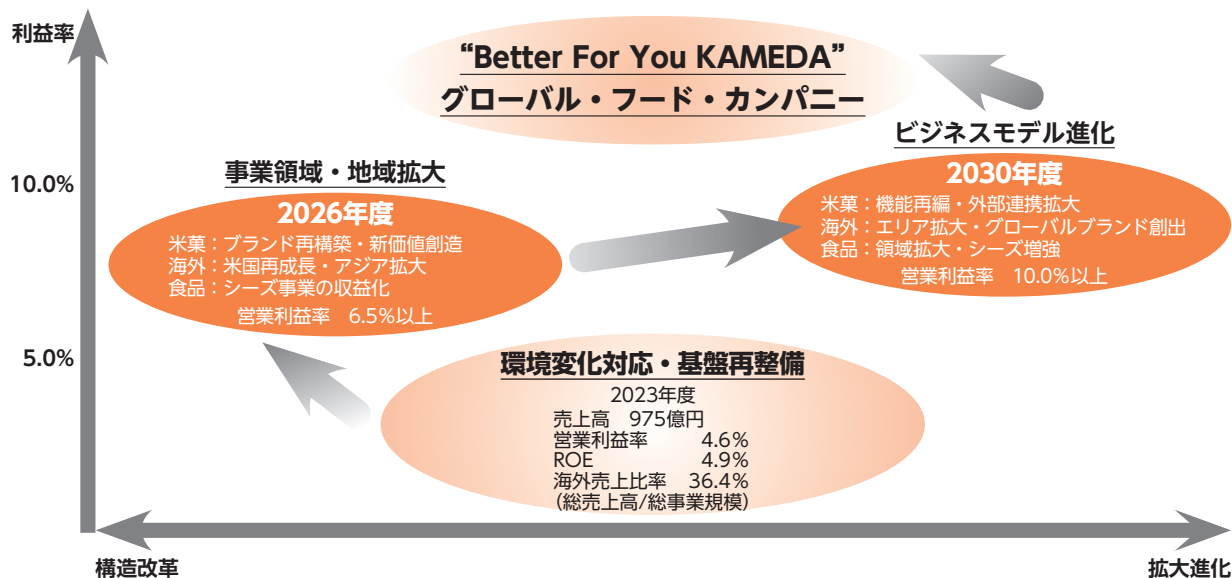 利益率
“Better For You KAMEDA”
グローバル・フード・カンパニー
ビジネスモデル進化
2030年度
米菓：機能再編・外部連携拡大
海外：エリア拡大・グローバルブランド創出
食品：領域拡大・シーズ増強
営業利益率　10.0%以上
事業領域・地域拡大
10.0%
2026年度
米菓：ブランド再構築・新価値創造
海外：米国再成長・アジア拡大
食品：シーズ事業の収益化
営業利益率　6.5%以上
5.0%
環境変化対応・基盤再整備
2023年度
売上高　975億円
営業利益率　4.6%
ROE　4.9%
海外売上比率　36.4%
(総売上高/総事業規模)
構造改革
拡大進化